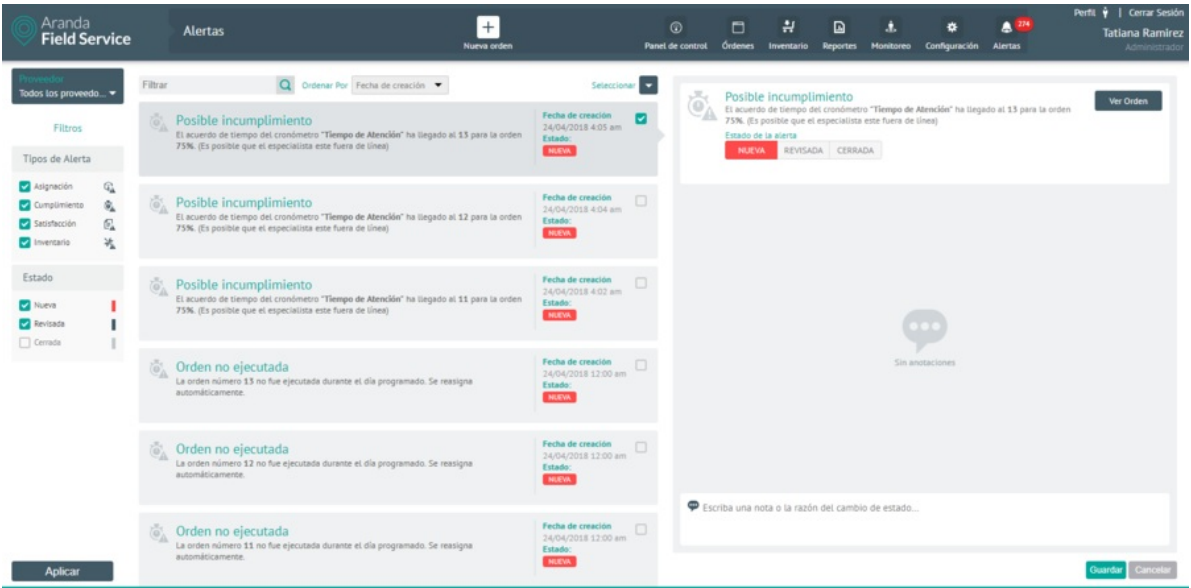 Aranda
Field Service
Alertas
Nueva orden
Panel de control
Órdenes
Inventario
Reportes
Monitoreo
Configuración
Alertas
274
Perfil | Cerrar Sesión
Tatiana Ramirez
Administrador
Proveedor
Todos los proveedo...
Filtros
Tipos de Alerta
Asignación
Cumplimiento
Satisfacción
Inventario
Estado
Nueva
Revisada
Cerrada
Aplicar
Filtrar
Ordenar Por Fecha de creación
Seleccionar
Posible incumplimiento
El acuerdo de tiempo del cronómetro "Tiempo de Atención" ha llegado al 13 para la orden
75%. (Es posible que el especialista este fuera de línea)
Fecha de creación
24/04/2018 4:05 am
Estado:
NUEVA
Posible incumplimiento
El acuerdo de tiempo del cronómetro "Tiempo de Atención" ha llegado al 12 para la orden
75%. (Es posible que el especialista este fuera de línea)
Fecha de creación
24/04/2018 4:04 am
Estado:
NUEVA
Posible incumplimiento
El acuerdo de tiempo del cronómetro "Tiempo de Atención" ha llegado al 11 para la orden
75%. (Es posible que el especialista este fuera de línea)
Fecha de creación
24/04/2018 4:02 am
Estado:
NUEVA
Orden no ejecutada
La orden número 13 no fue ejecutada durante el día programado. Se reasigna
automáticamente.
Fecha de creación
24/04/2018 12:00 am
Estado:
NUEVA
Orden no ejecutada
La orden número 12 no fue ejecutada durante el día programado. Se reasigna
automáticamente.
Fecha de creación
24/04/2018 12:00 am
Estado:
NUEVA
Orden no ejecutada
La orden número 11 no fue ejecutada durante el día programado. Se reasigna
automáticamente.
Fecha de creación
24/04/2018 12:00 am
Estado:
NUEVA
Posible incumplimiento
El acuerdo de tiempo del cronómetro "Tiempo de Atención" ha llegado al 13 para la orden
75%. (Es posible que el especialista este fuera de línea)
Ver Orden
Estado de la alerta
NUEVA REVISADA CERRADA
Sin anotaciones
Escriba una nota o la razón del cambio de estado...
Guardar Cancelar